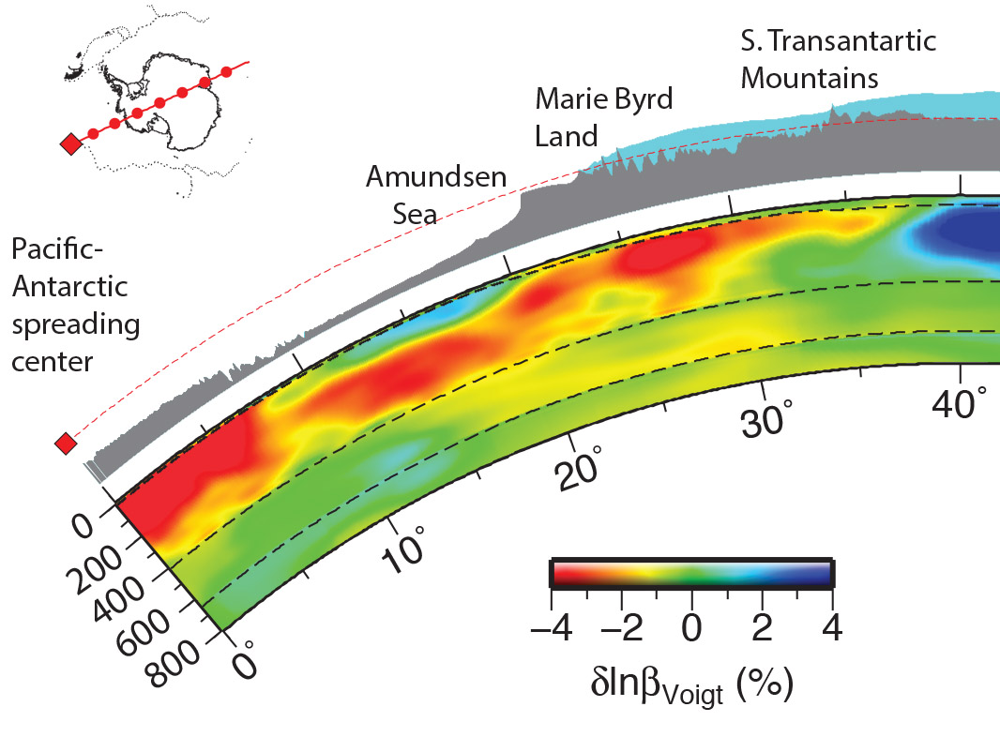 S. Transantartic
Mountains
Marie Byrd
Land
Amundsen
Sea
Pacific-
Antarctic
spreading
center
0
200
400
600
800
0°
10°
20°
30°
40°
−4 −2 0 2 4
δlnβVoigt (%)